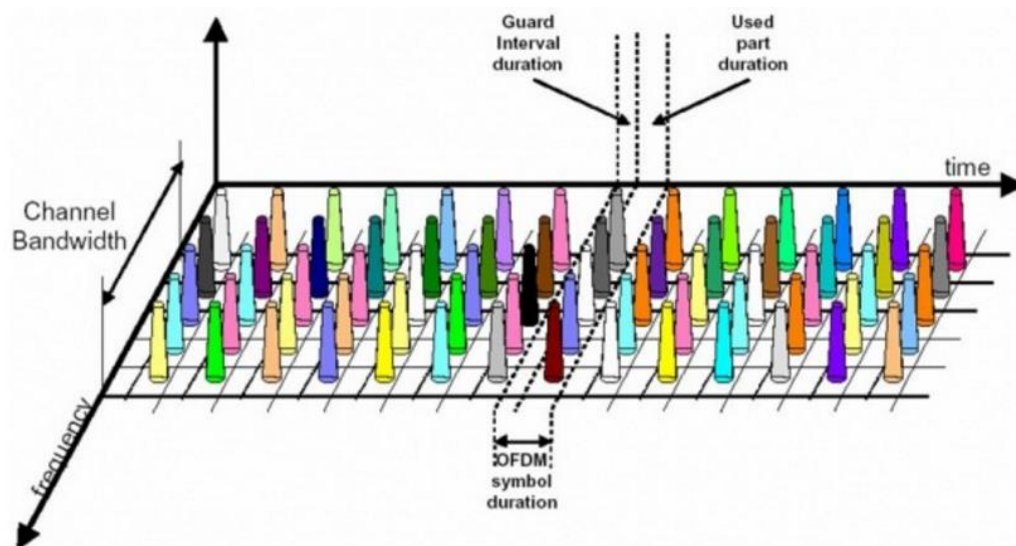 Guard
Interval
duration
Used
part
duration
time
Channel
Bandwidth
frequency
OFDM
symbol
duration